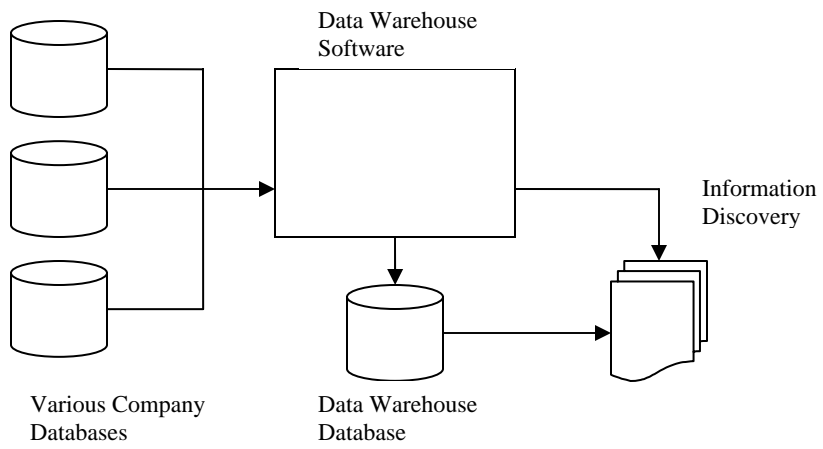 Data Warehouse
Software
Information
Discovery
Various Company
Databases
Data Warehouse
Database